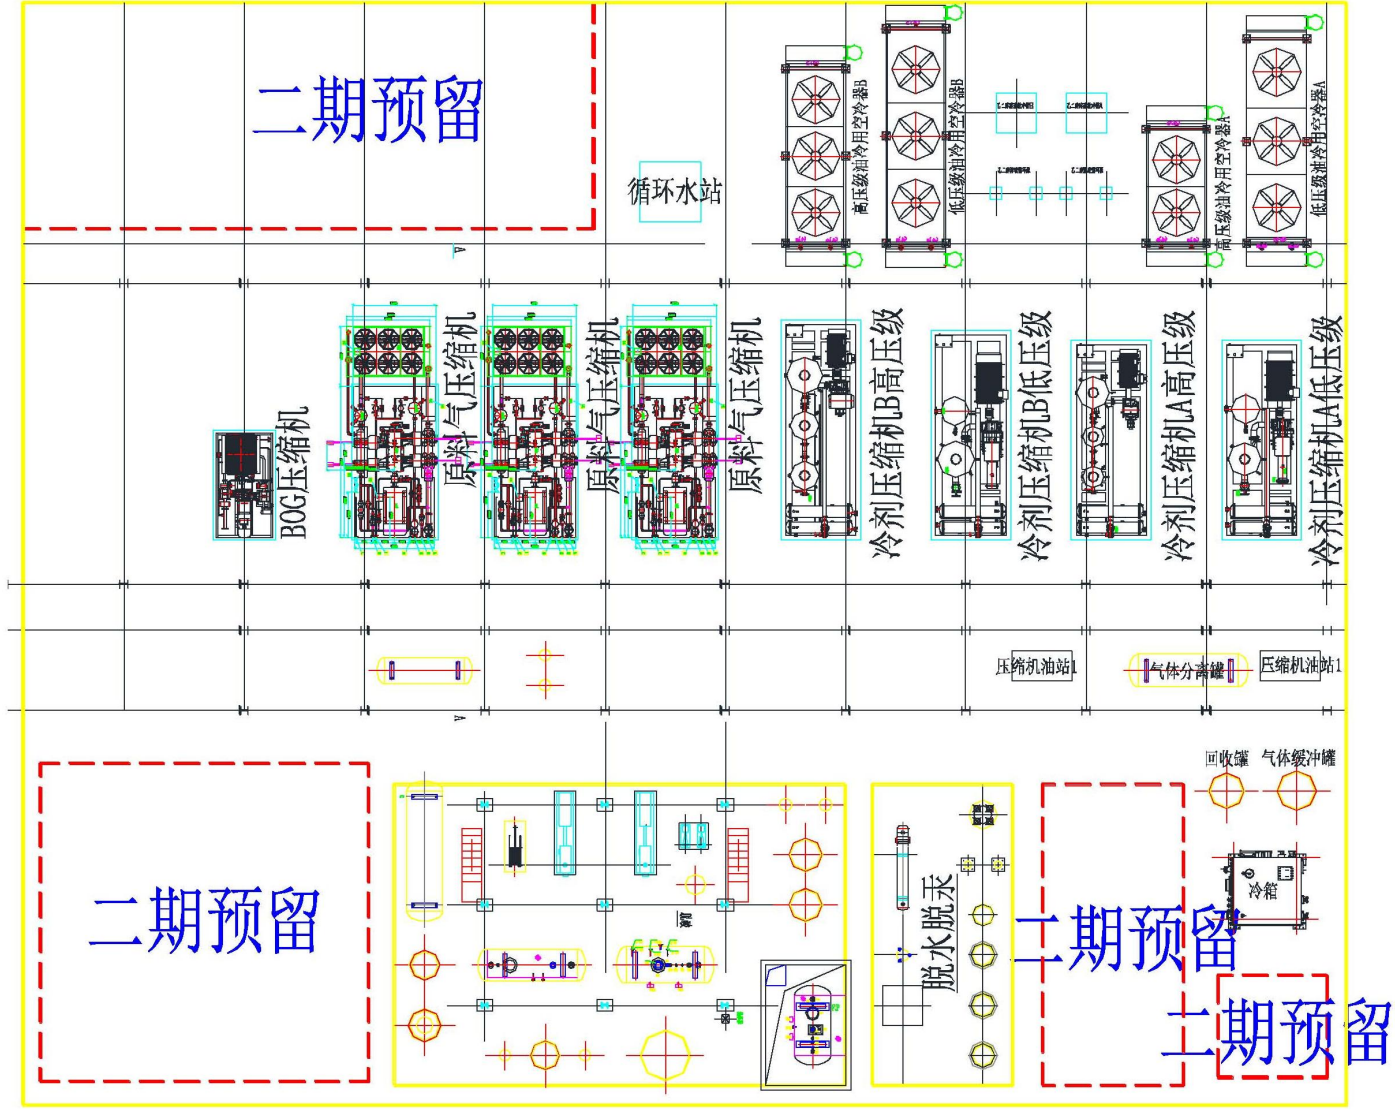 二期预留
循环水站
高压级油冷用空冷器B
低压级油冷用空冷器B
高压级油冷用空冷器A
低压级油冷用空冷器A
A
BOG压缩机
原料气压缩机
原料气压缩机
原料气压缩机
冷剂压缩机B高压级
冷剂压缩机B低压级
冷剂压缩机A高压级
冷剂压缩机A低压级
压缩机油站1
气体分离罐
压缩机油站1
A
回收罐
气体缓冲罐
二期预留
脱水脱汞
二期预留
冷箱
二期预留